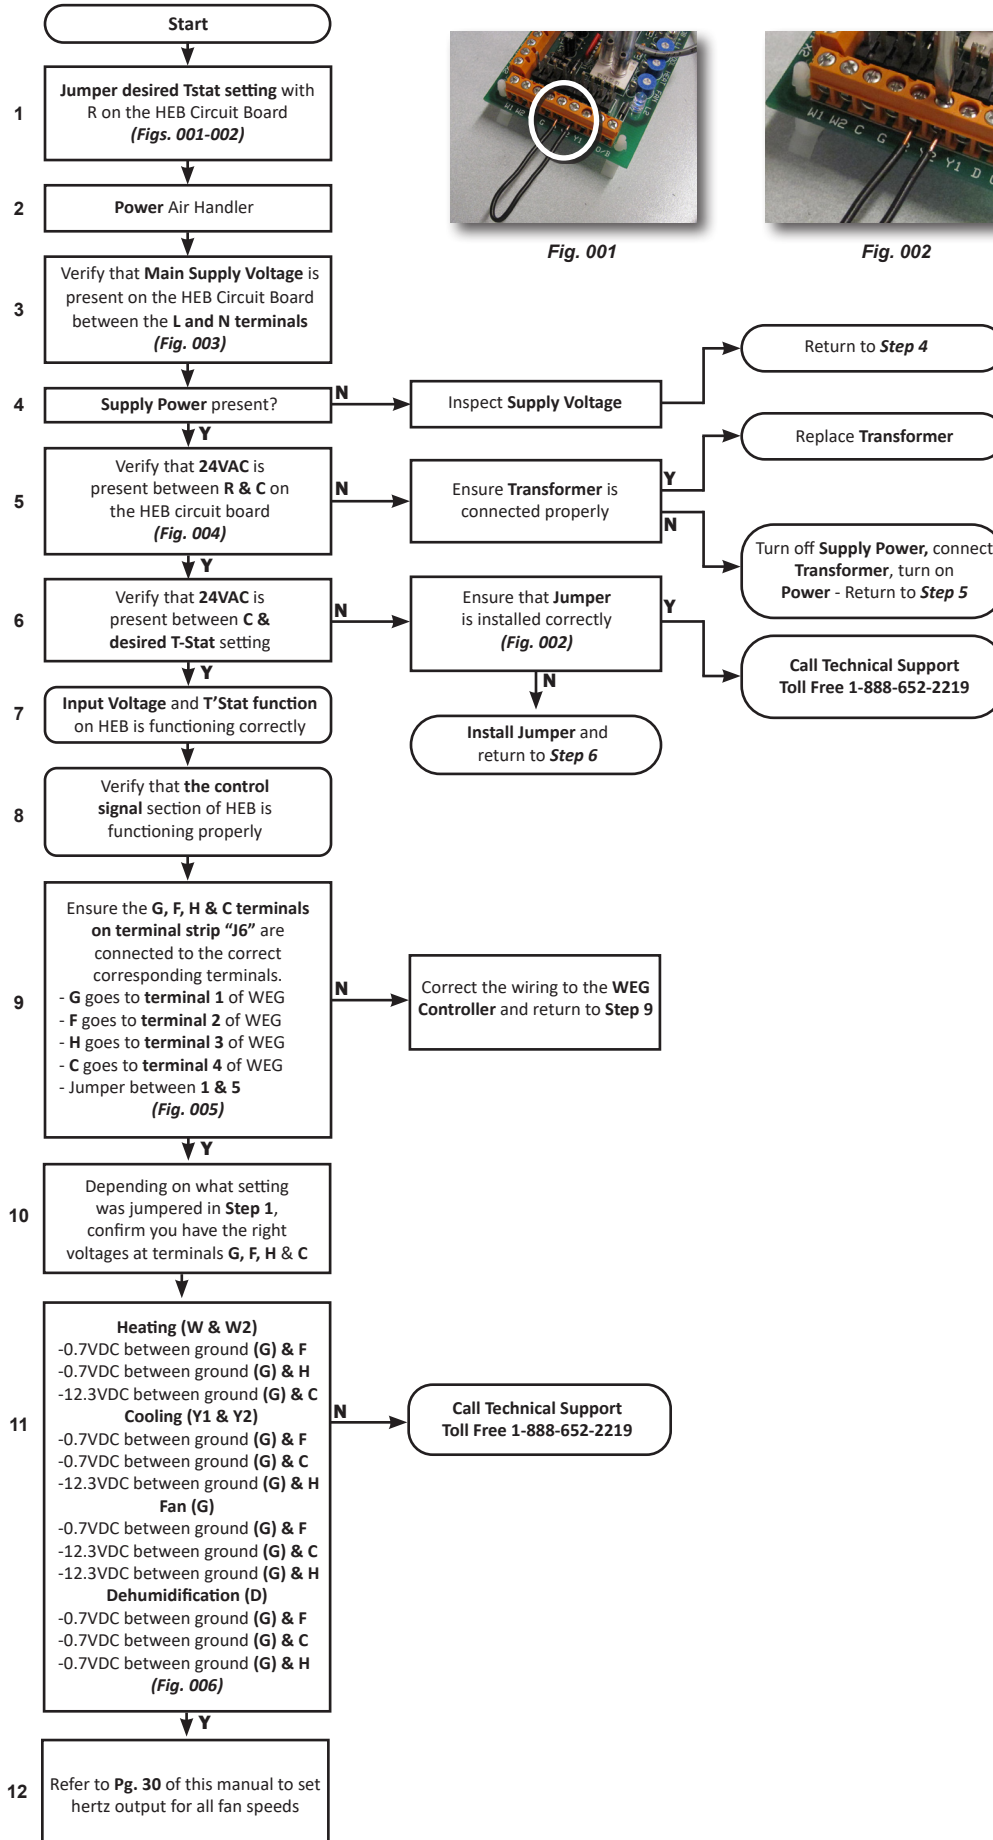 Start
1
Jumper desired Tstat setting with
R on the HEB Circuit Board
(Figs. 001-002)
W1 W2 C G Y2 Y1 O/B
Fig. 001
W1 W2 C G Y2 Y1 D
Fig. 002
2
Power Air Handler
3
Verify that Main Supply Voltage is
present on the HEB Circuit Board
between the L and N terminals
(Fig. 003)
4
Supply Power present?
N
Inspect Supply Voltage
Return to Step 4
Y
5
Verify that 24VAC is
present between R & C on
the HEB circuit board
(Fig. 004)
N
Ensure Transformer is
connected properly
Y
Replace Transformer
N
Turn off Supply Power, connect
Transformer, turn on
Power - Return to Step 5
Y
6
Verify that 24VAC is
present between C &
desired T-Stat setting
N
Ensure that Jumper
is installed correctly
(Fig. 002)
Y
Call Technical Support
Toll Free 1-888-652-2219
N
Install Jumper and
return to Step 6
Y
7
Input Voltage and T’Stat function
on HEB is functioning correctly
8
Verify that the control
signal section of HEB is
functioning properly
9
Ensure the G, F, H & C terminals
on terminal strip “J6” are
connected to the correct
corresponding terminals.
- G goes to terminal 1 of WEG
- F goes to terminal 2 of WEG
- H goes to terminal 3 of WEG
- C goes to terminal 4 of WEG
- Jumper between 1 & 5
(Fig. 005)
N
Correct the wiring to the WEG
Controller and return to Step 9
Y
10
Depending on what setting
was jumpered in Step 1,
confirm you have the right
voltages at terminals G, F, H & C
11
Heating (W & W2)
-0.7VDC between ground (G) & F
-0.7VDC between ground (G) & H
-12.3VDC between ground (G) & C
Cooling (Y1 & Y2)
-0.7VDC between ground (G) & F
-0.7VDC between ground (G) & C
-12.3VDC between ground (G) & H
Fan (G)
-0.7VDC between ground (G) & F
-12.3VDC between ground (G) & C
-12.3VDC between ground (G) & H
Dehumidification (D)
-0.7VDC between ground (G) & F
-0.7VDC between ground (G) & C
-0.7VDC between ground (G) & H
(Fig. 006)
N
Call Technical Support
Toll Free 1-888-652-2219
Y
12
Refer to Pg. 30 of this manual to set
hertz output for all fan speeds